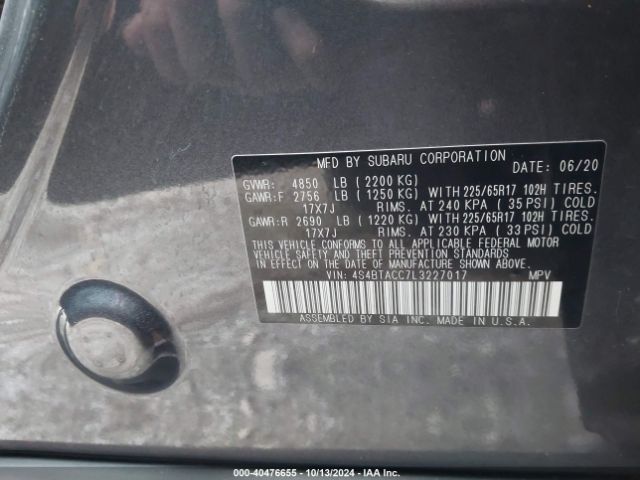 MFD BY SUBARU CORPORATION DATE: 06/20
GVWR: 4850 LB ( 2200 KG)
GAWR:F 2756 LB ( 1250 KG) WITH 225/65R17 102H TIRES.
17X7J RIMS. AT 240 KPA ( 35 PSI) COLD
GAWR:R 2690 LB ( 1220 KG) WITH 225/65R17 102H TIRES.
17X7J RIMS. AT 230 KPA ( 33 PSI) COLD
THIS VEHICLE CONFORMS TO ALL APPLICABLE FEDERAL MOTOR
VEHICLE SAFETY AND THEFT PREVENTION STANDARDS
IN EFFECT ON THE DATE OF MANUFACTURE SHOWN ABOVE.
VIN: 4S4BTACC7L3227017 MPV
ASSEMBLED BY SIA INC. MADE IN U.S.A.
000-40476655 - 10/13/2024 - IAA Inc.